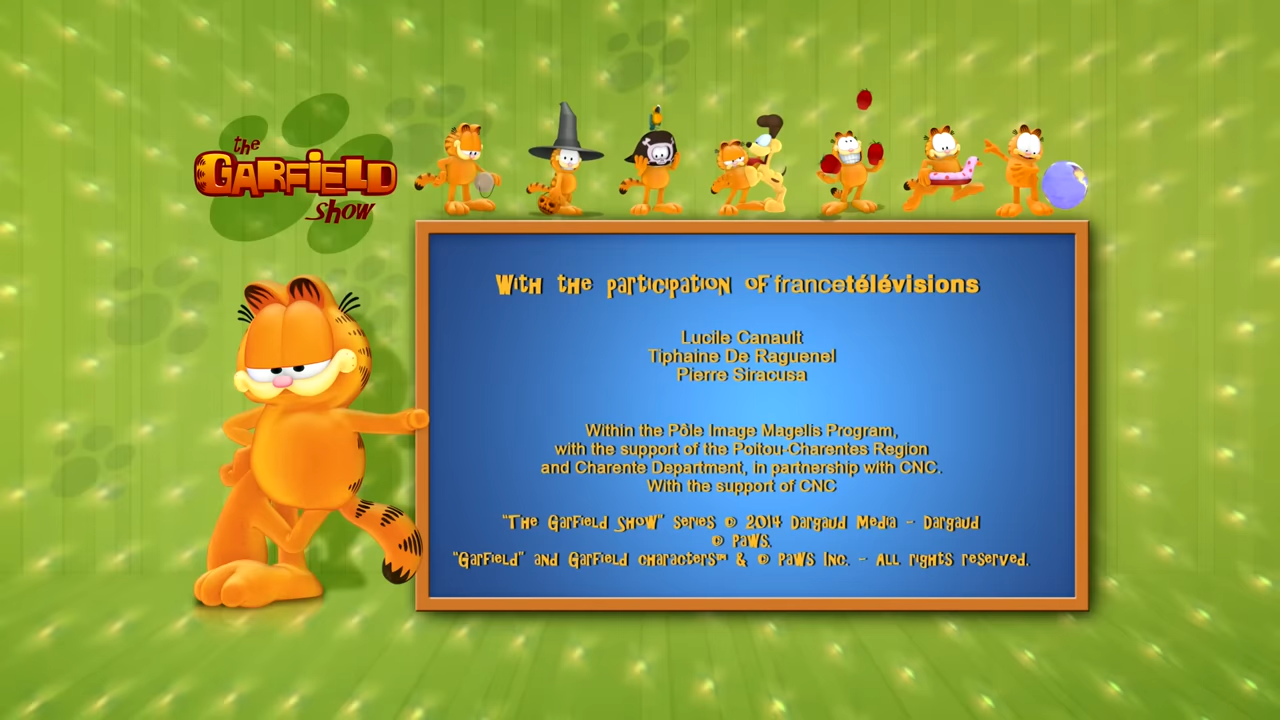 the
GARFIELD
show
With the participation of francetélévisions
Lucile Canault
Tiphaine De Raguenel
Pierre Siracusa
Within the Pôle Image Magelis Program,
with the support of the Poitou-Charentes Region
and Charente Department, in partnership with CNC.
With the support of CNC
"The Garfield Show" Series © 2014 Dargaud Media - Dargaud
© PAWS.
"Garfield" and Garfield characters™ & © PAWS Inc. - All rights reserved.